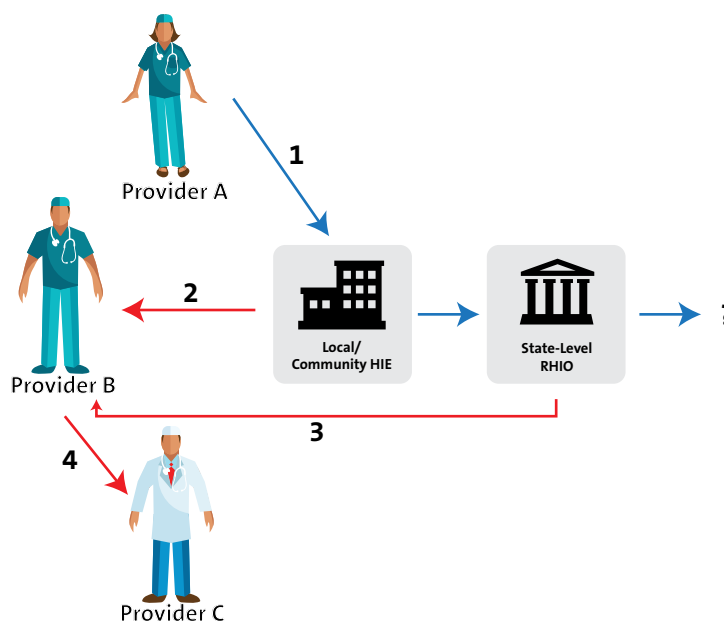 1
Provider A
2
Local/
Community HIE
State-Level
RHIO
Provider B
3
4
Provider C